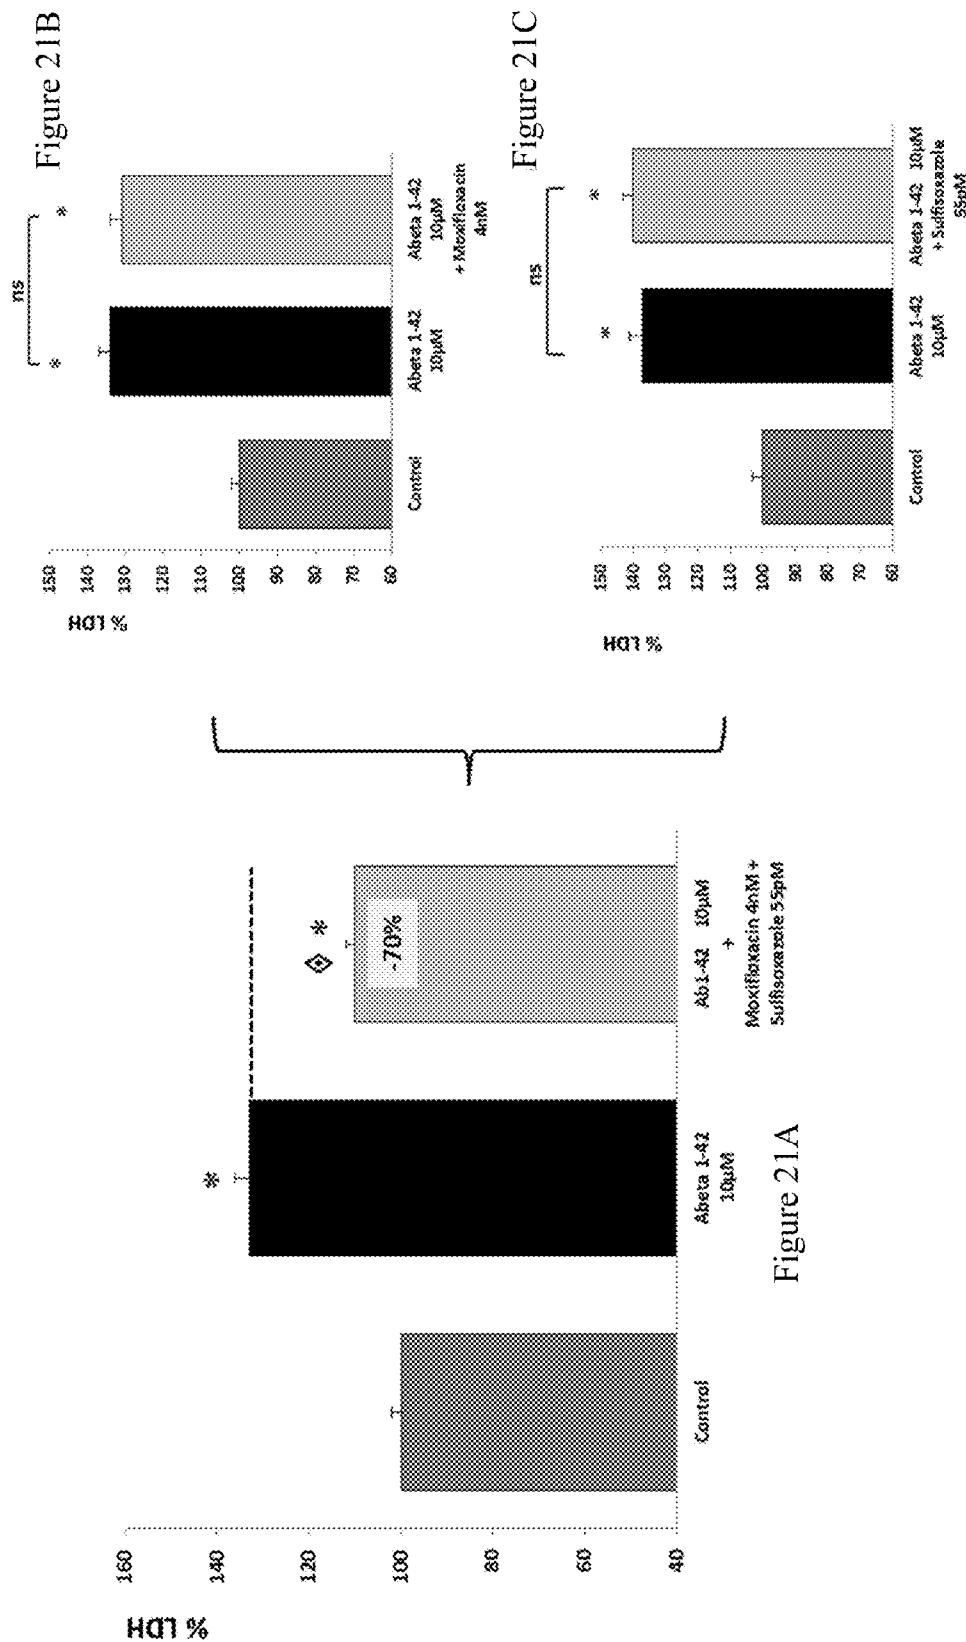 % LDH
160
140
120
100
80
60
40
*
◈ *
-70%
Control
Abeta 1-42
10µM
Ab1-42 10µM
+
Moxifloxacin 4nM +
Sulfisoxazole 55pM
Figure 21A
Figure 21B
% LDH
150
140
130
120
110
100
90
80
70
60
ns
*
*
Control
Abeta 1-42
10µM
Abeta 1-42
10µM
+ Moxifloxacin
4nM
Figure 21C
% LDH
150
140
130
120
110
100
90
80
70
60
ns
*
*
Control
Abeta 1-42
10µM
Abeta 1-42 10µM
+ Sulfisoxazole
55pM